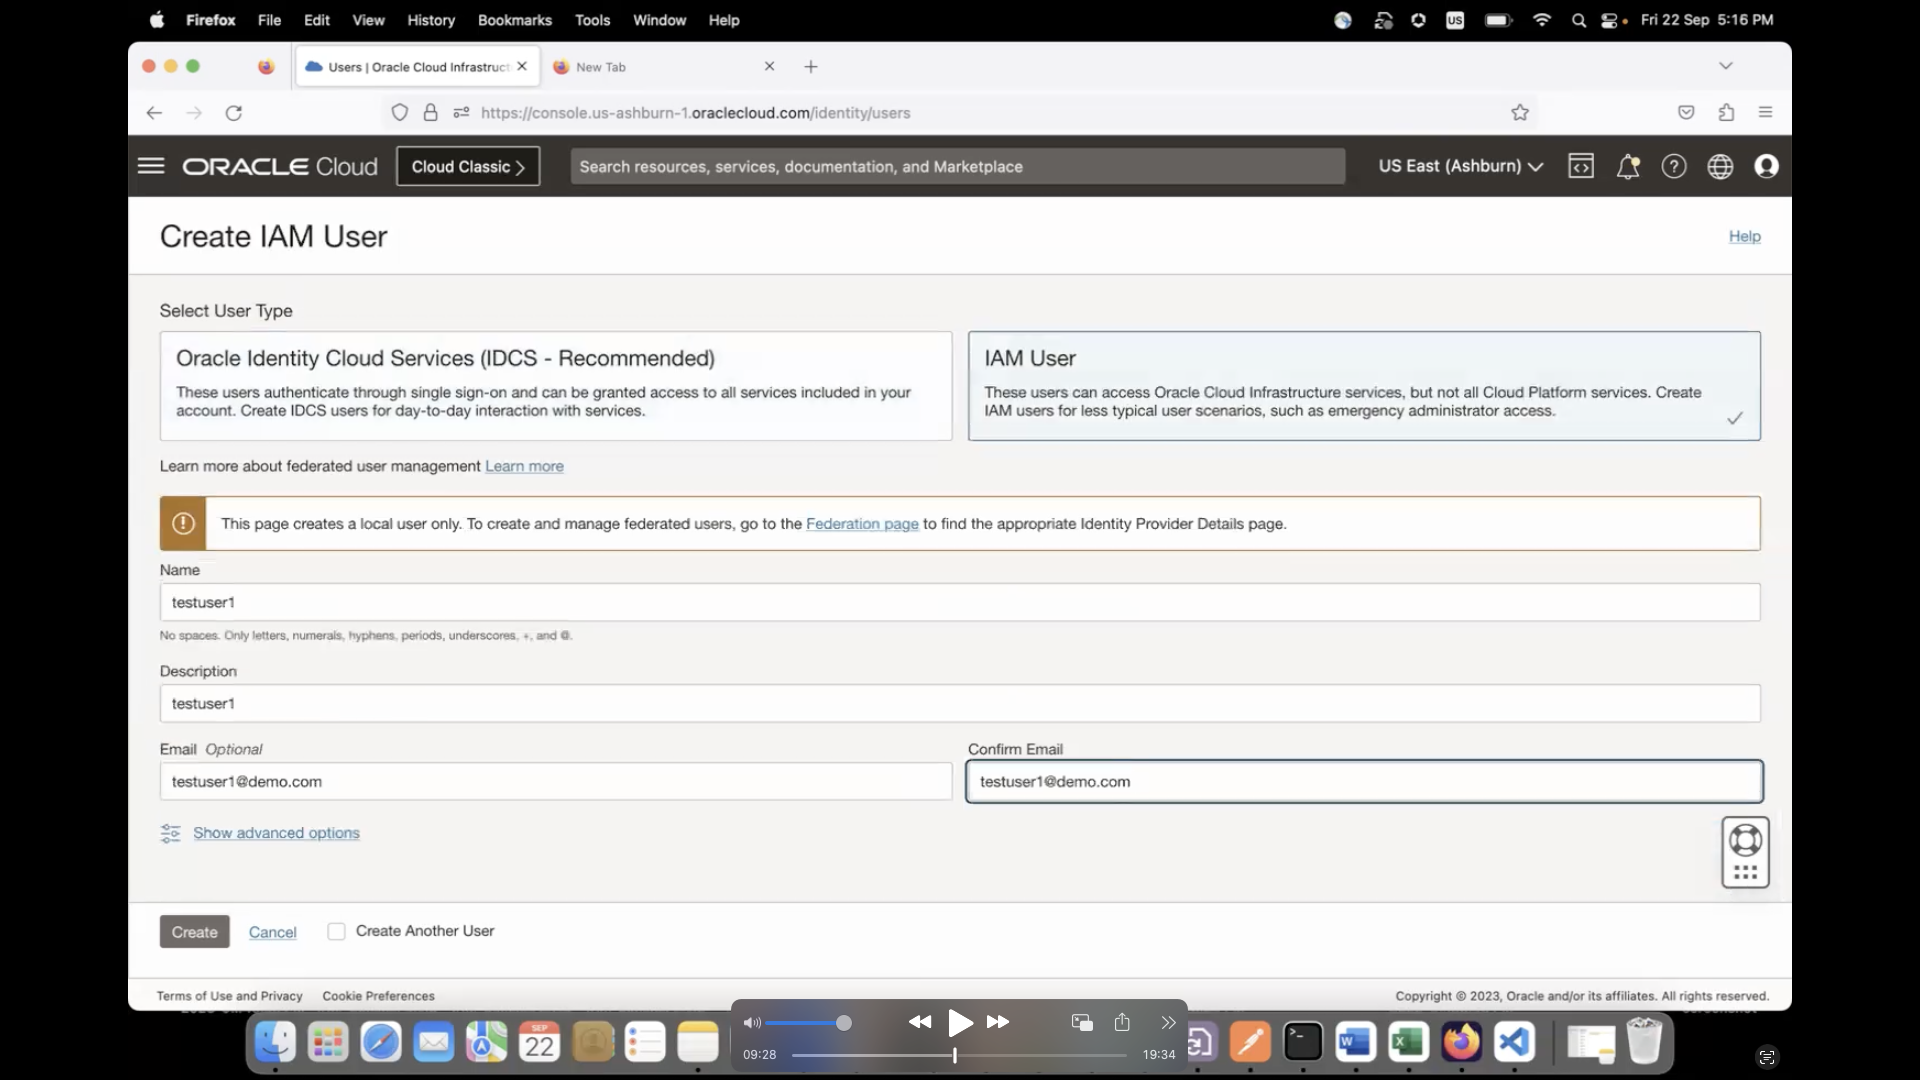 Firefox File Edit View History Bookmarks Tools Window Help US Fri 22 Sep 5:16 PM
Users | Oracle Cloud Infrastruct New Tab
https://console.us-ashburn-1.oraclecloud.com/identity/users
ORACLE Cloud Cloud Classic Search resources, services, documentation, and Marketplace US East (Ashburn)
Create IAM User
Help
Select User Type
Oracle Identity Cloud Services (IDCS - Recommended)
These users authenticate through single sign-on and can be granted access to all services included in your
account. Create IDCS users for day-to-day interaction with services.
IAM User
These users can access Oracle Cloud Infrastructure services, but not all Cloud Platform services. Create
IAM users for less typical user scenarios, such as emergency administrator access.
Learn more about federated user management Learn more
This page creates a local user only. To create and manage federated users, go to the Federation page to find the appropriate Identity Provider Details page.
Name
testuser1
No spaces. Only letters, numerals, hyphens, periods, underscores, +, and @.
Description
testuser1
Email Optional
testuser1@demo.com
Confirm Email
testuser1@demo.com
Show advanced options
Create Cancel Create Another User
Terms of Use and Privacy Cookie Preferences
Copyright © 2023, Oracle and/or its affiliates. All rights reserved.
SEP
22
09:28 19:34